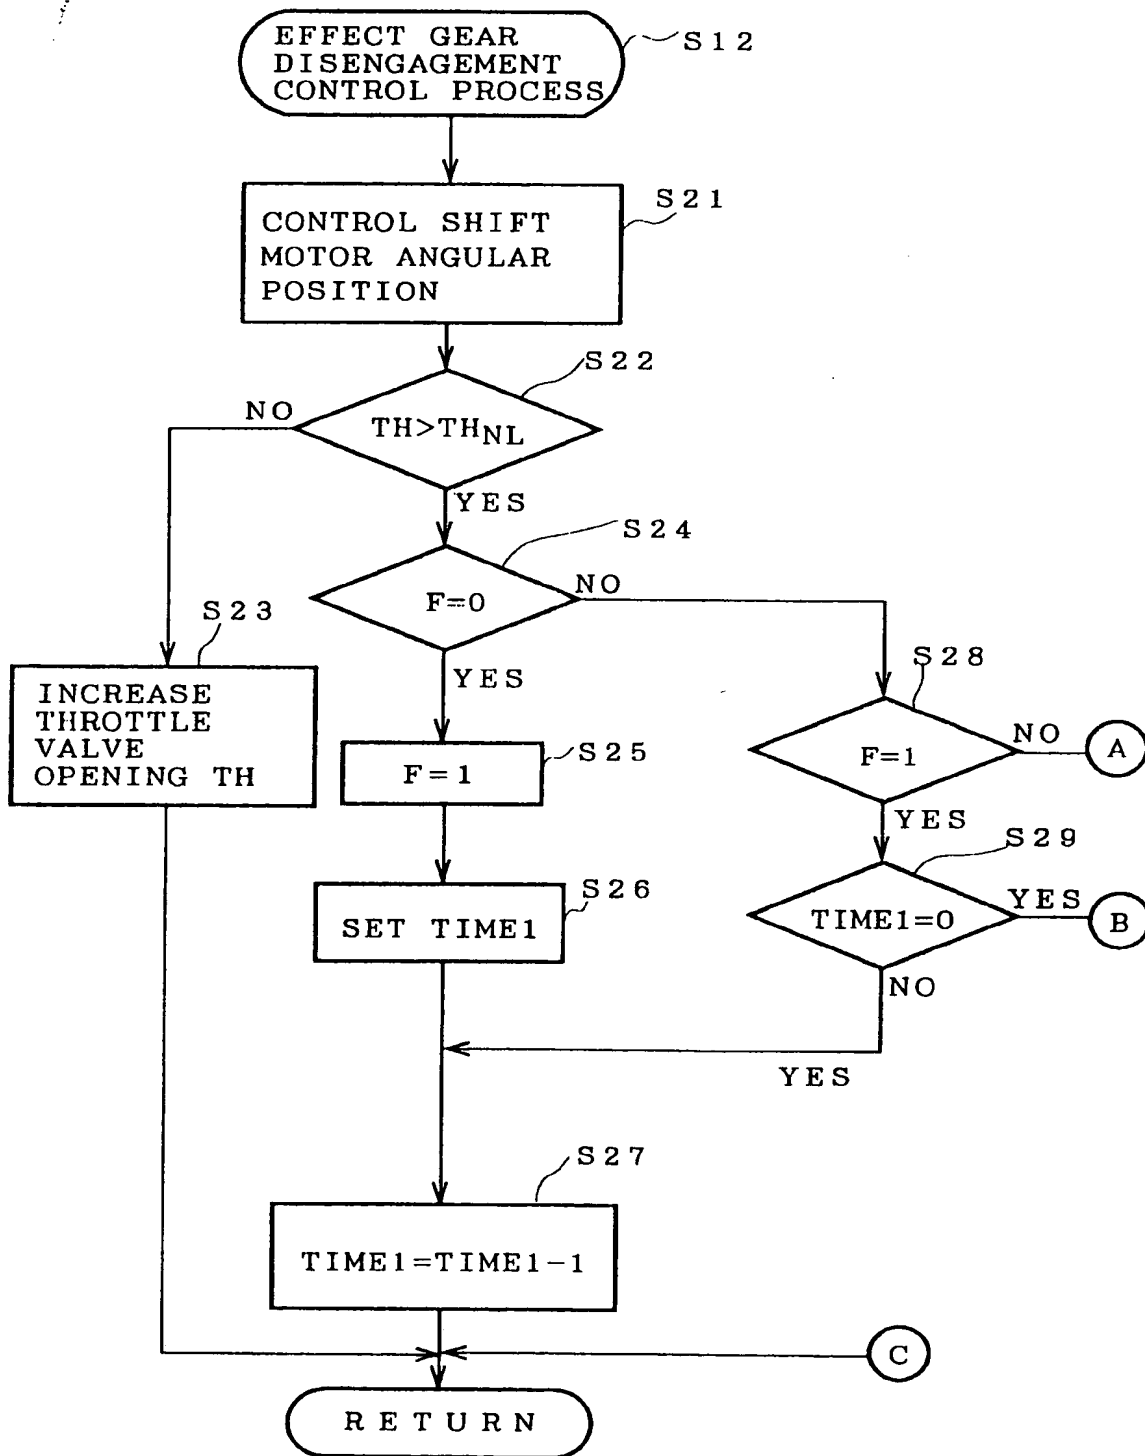 EFFECT GEAR
DISENGAGEMENT
CONTROL PROCESS
S12
S21
CONTROL SHIFT
MOTOR ANGULAR
POSITION
S22
NO
TH>THNL
YES
S24
F=0
NO
S23
YES
S28
INCREASE
THROTTLE
VALVE
OPENING TH
S25
F=1
F=1
NO
A
YES
S29
S26
SET TIME1
TIME1=0
YES
B
NO
YES
S27
TIME1=TIME1-1
C
RETURN